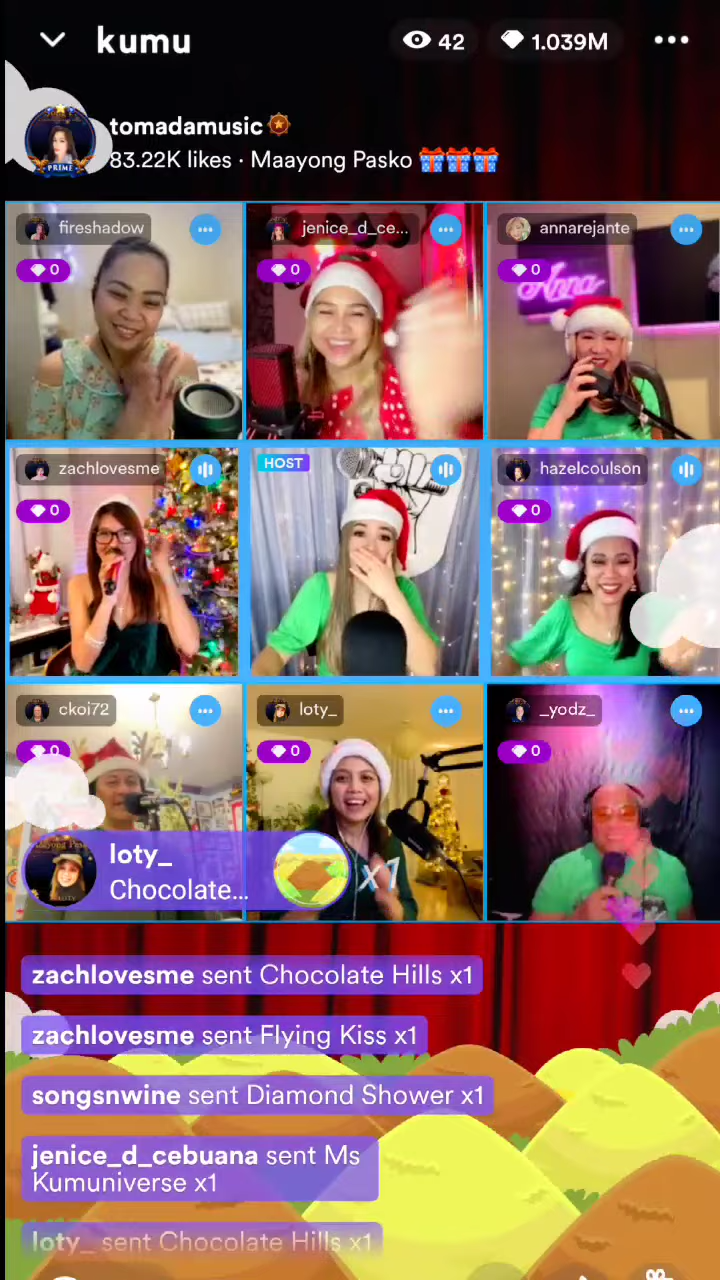 kumu
42
1.039M
tomadamusic
83.22K likes · Maayong Pasko
PRIME
fireshadow
jenice_d_ce...
annarejante
0
0
0
Anna
zachlovesme
HOST
hazelcoulson
0
0
ckoi72
loty_
_yodz_
0
0
0
loty_
Chocolate...
x1
zachlovesme sent Chocolate Hills x1
zachlovesme sent Flying Kiss x1
songsnwine sent Diamond Shower x1
jenice_d_cebuana sent Ms
Kumuniverse x1
loty_ sent Chocolate Hills x1